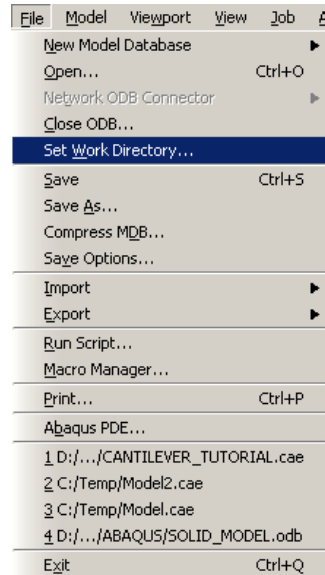 File Model Viewport View Job
New Model Database
Open... Ctrl+O
Network ODB Connector
Close ODB...
Set Work Directory...
Save Ctrl+S
Save As...
Compress MDB...
Save Options...
Import
Export
Run Script...
Macro Manager...
Print... Ctrl+P
Abaqus PDE...
1 D:/.../CANTILEVER_TUTORIAL.cae
2 C:/Temp/Model2.cae
3 C:/Temp/Model.cae
4 D:/.../ABAQUS/SOLID_MODEL.odb
Exit Ctrl+Q